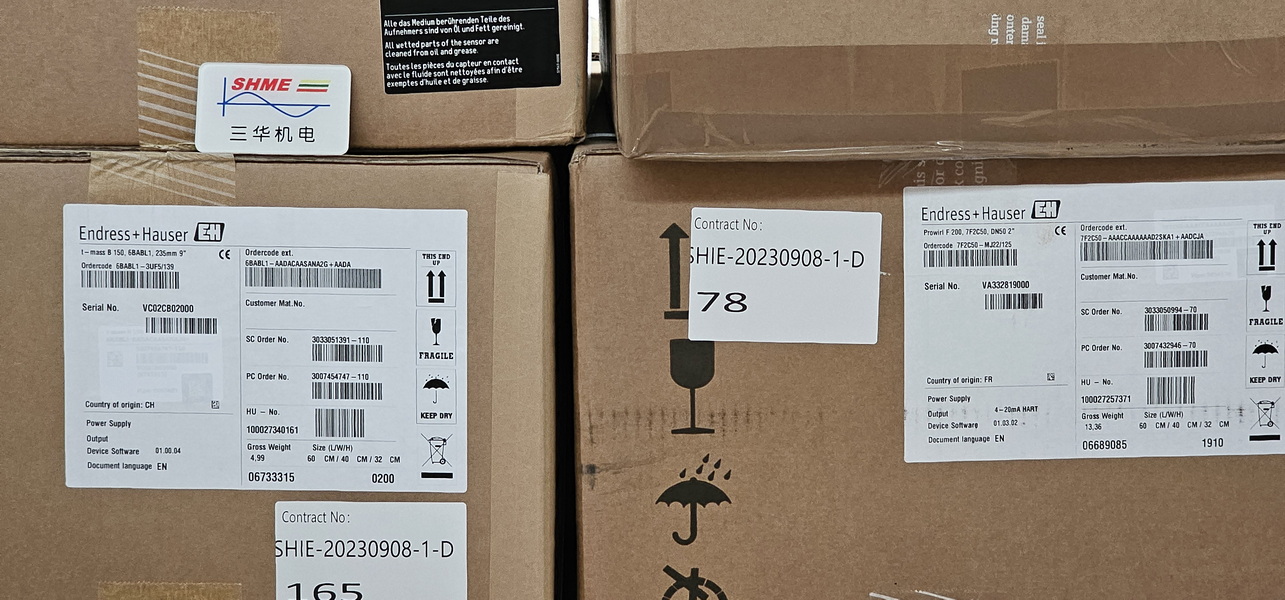 Alle das Medium berührenden Teile des
Aufnehmers sind von Öl und Fett gereinigt.
All wetted parts of the sensor are
cleaned from oil and grease.
Toutes les pièces du capteur en contact
avec le fluide sont nettoyées afin d'être
exemptes d'huile et de graisse.
SHME
三华机电
Endress+Hauser EH
t-mass B 150, 6BABL1, 235mm 9"
CE
Ordercode 6BABL1-3UF5/139
Serial No. VC02CB02000
Country of origin: CH
Power Supply
Output
Device Software 01.00.04
Document language EN
Ordercode ext.
6BABL1-AADACAASANA2G+AADA
Customer Mat.No.
SC Order No. 3033051391-110
PC Order No. 3007454747-110
HU-No.
100027340161
Gross Weight Size (L/W/H)
4.99 60 CM/40 CM/32 CM
06733315 0200
THIS END
UP
FRAGILE
KEEP DRY
Contract No:
SHIE-20230908-1-D
165
Contract No:
SHIE-20230908-1-D
78
Endress+Hauser EH
Prowirl F 200, 7F2C50, DN50 2"
CE
Ordercode 7F2C50-MJ22/125
Serial No. VA332819000
Country of origin: FR
Power Supply
Output 4-20mA HART
Device Software 01.03.02
Document language EN
Ordercode ext.
7F2C50-AAACCAAAAAAD2SKA1+AADCJA
Customer Mat.No.
SC Order No. 3033050994-70
PC Order No. 3007432946-70
HU-No.
100027257371
Gross Weight Size (L/W/H)
13,36 60 CM/40 CM/32 CM
06689085 1910
THIS END
UP
FRAGILE
KEEP DRY